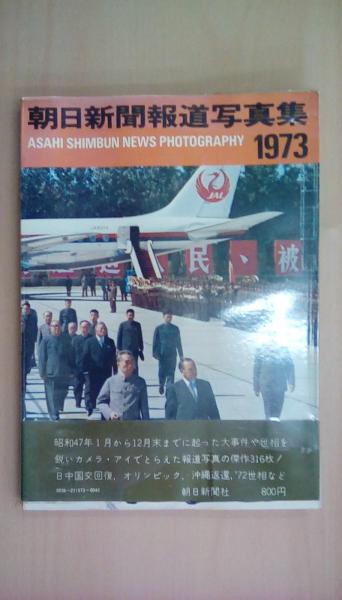 朝日新聞報道写真集
ASAHI SHIMBUN NEWS PHOTOGRAPHY
1973
JAL
民、被
昭和47年1月から12月末までに起った大事件や世相を
鋭いカメラ・アイでとらえた報道写真の傑作316枚!
日中国交回復,オリンピック,沖縄返還,'72世相など
朝日新聞社 800円